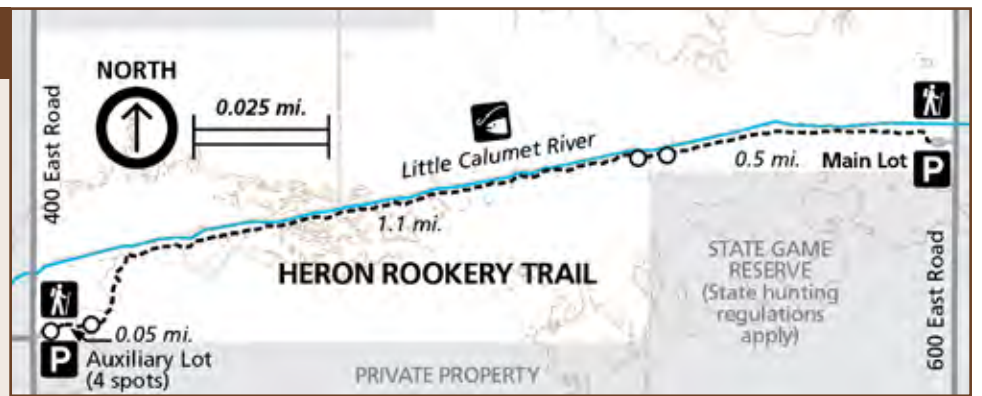 NORTH
0.025 mi.
400 East Road
Little Calumet River
0.5 mi.
Main Lot
P
1.1 mi.
HERON ROOKERY TRAIL
STATE GAME
RESERVE
(State hunting
regulations
apply)
600 East Road
0.05 mi.
P
Auxiliary Lot
(4 spots)
PRIVATE PROPERTY